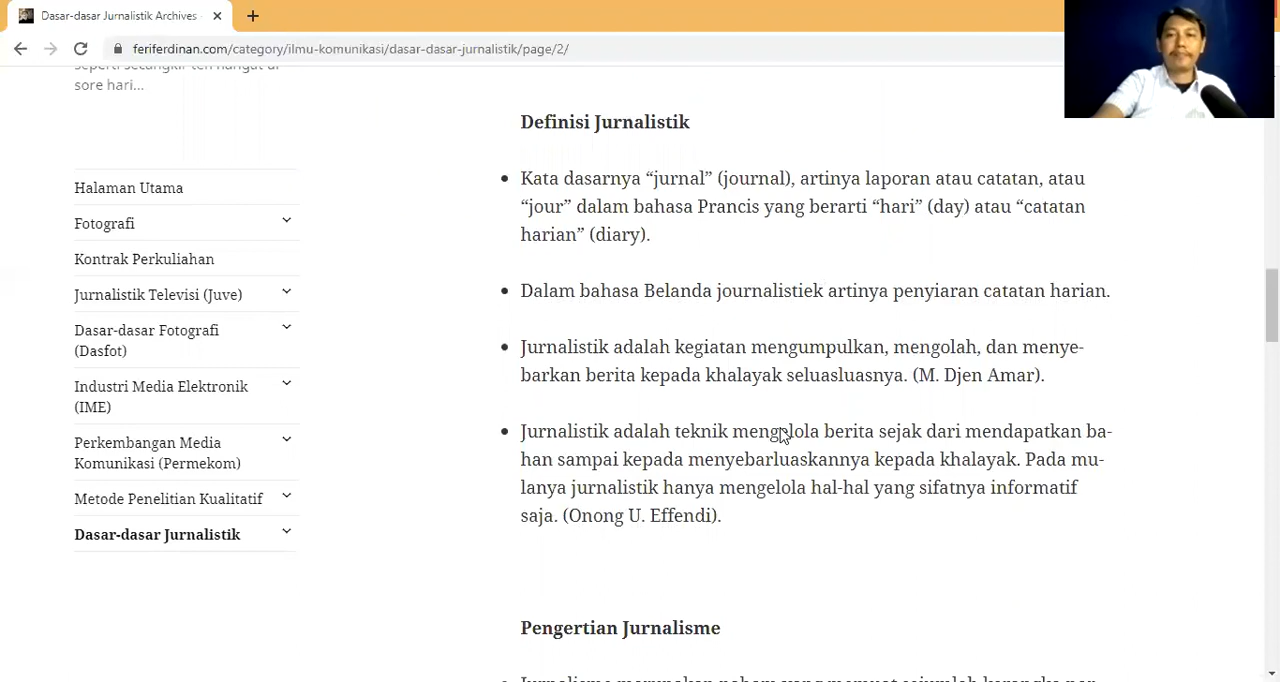 Dasar-dasar Jurnalistik Archives
feriferdinan.com/category/ilmu-komunikasi/dasar-dasar-jurnalistik/page/2/
sore hari...
Halaman Utama
Fotografi
Kontrak Perkuliahan
Jurnalistik Televisi (Juve)
Dasar-dasar Fotografi
(Dasfot)
Industri Media Elektronik
(IME)
Perkembangan Media
Komunikasi (Permekom)
Metode Penelitian Kualitatif
Dasar-dasar Jurnalistik
Definisi Jurnalistik
Kata dasarnya “jurnal” (journal), artinya laporan atau catatan, atau
“jour” dalam bahasa Prancis yang berarti “hari” (day) atau “catatan
harian” (diary).
Dalam bahasa Belanda journalistiek artinya penyiaran catatan harian.
Jurnalistik adalah kegiatan mengumpulkan, mengolah, dan menye-
barkan berita kepada khalayak seluasluasnya. (M. Djen Amar).
Jurnalistik adalah teknik mengelola berita sejak dari mendapatkan ba-
han sampai kepada menyebarluaskannya kepada khalayak. Pada mu-
lanya jurnalistik hanya mengelola hal-hal yang sifatnya informatif
saja. (Onong U. Effendi).
Pengertian Jurnalisme